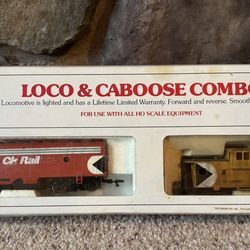 LOCO & CABOOSE COMBO
Locomotive is lighted and has a Lifetime Limited Warranty. Forward and reverse. Smooth
FOR USE WITH ALL HO SCALE EQUIPMENT
CP Rail